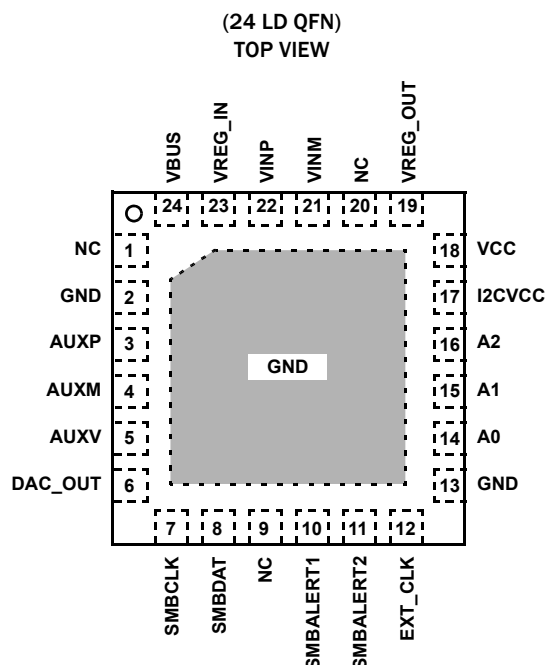 (24 LD QFN)
TOP VIEW
VBUS
VREG_IN
VINP
VINM
NC
VREG_OUT
24 23 22 21 20 19
NC 1
GND 2
AUXP 3
AUXM 4
AUXV 5
DAC_OUT 6
GND
18 VCC
17 I2CVCC
16 A2
15 A1
14 A0
13 GND
7 8 9 10 11 12
SMBCLK
SMBDAT
NC
SMBALERT1
SMBALERT2
EXT_CLK